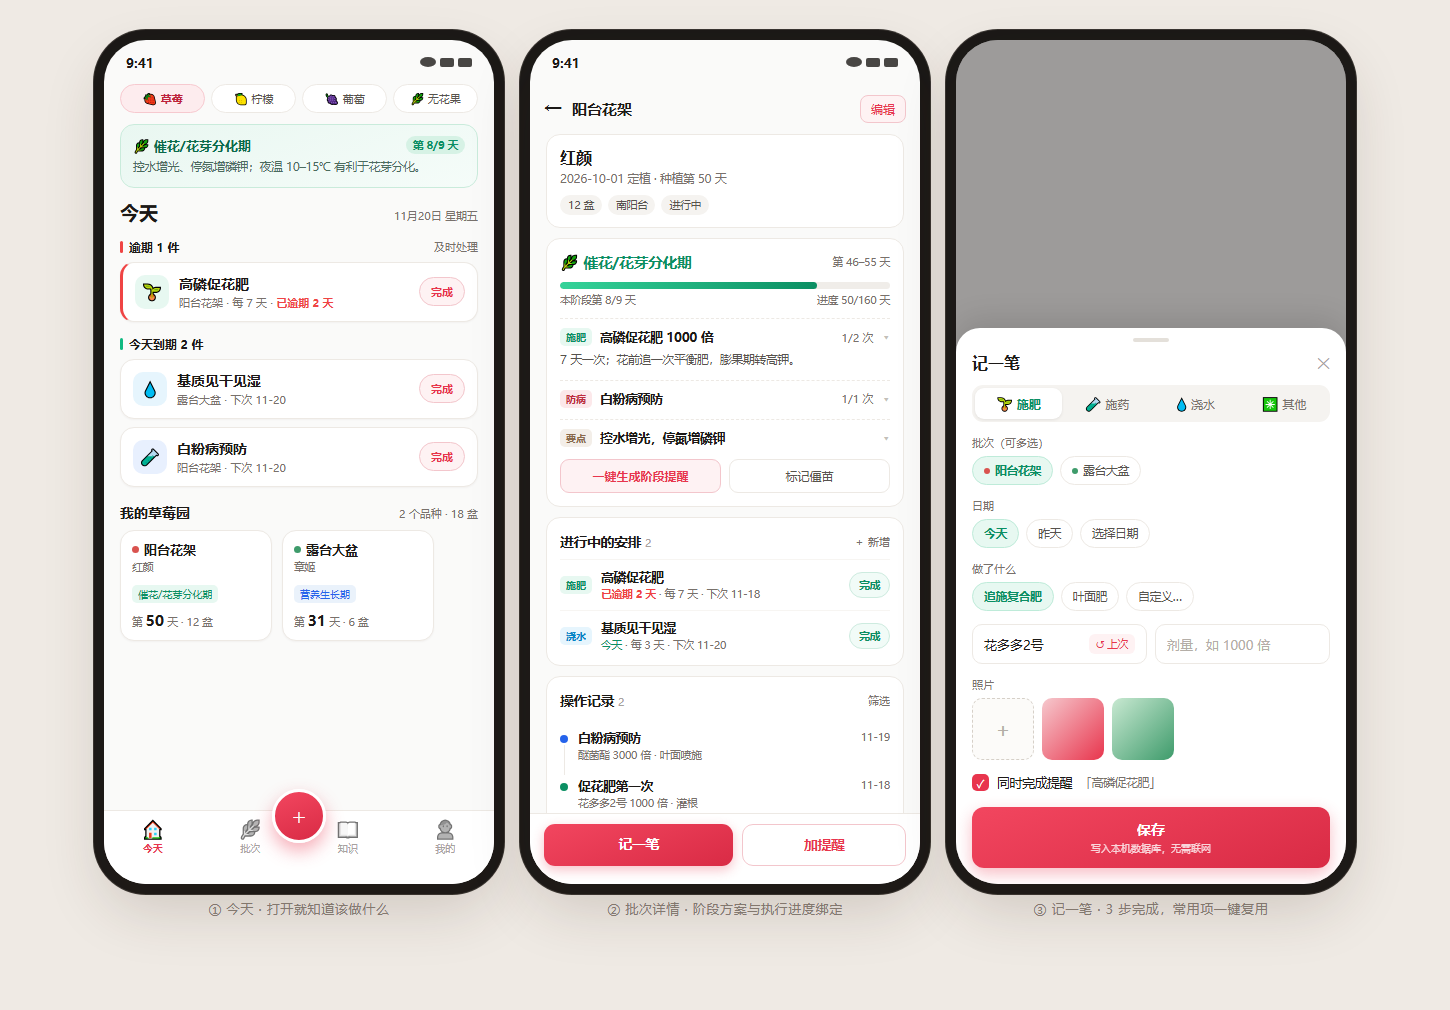 9:41
草莓
柠檬
葡萄
无花果
催花/花芽分化期
第 8/9 天
控水增光、停氮增磷钾；夜温 10–15℃ 有利于花芽分化。
今天
11月20日 星期五
逾期 1 件
及时处理
高磷促花肥
阳台花架 · 每 7 天 · 已逾期 2 天
完成
今天到期 2 件
基质见干见湿
露台大盆 · 下次 11-20
完成
白粉病预防
阳台花架 · 下次 11-20
完成
我的草莓园
2 个品种 · 18 盆
阳台花架
红颜
催花/花芽分化期
第 50 天 · 12 盆
露台大盆
章姬
营养生长期
第 31 天 · 6 盆
+
今天
批次
知识
我的
① 今天 · 打开就知道该做什么
9:41
← 阳台花架
编辑
红颜
2026-10-01 定植 · 种植第 50 天
12 盆
南阳台
进行中
催花/花芽分化期
第 46–55 天
本阶段第 8/9 天
进度 50/160 天
施肥
高磷促花肥 1000 倍
1/2 次
7 天一次；花前追一次平衡肥，膨果期转高钾。
防病
白粉病预防
1/1 次
要点
控水增光，停氮增磷钾
一键生成阶段提醒
标记僵苗
进行中的安排 2
+ 新增
施肥
高磷促花肥
已逾期 2 天 · 每 7 天 · 下次 11-18
完成
浇水
基质见干见湿
今天 · 每 3 天 · 下次 11-20
完成
操作记录 2
筛选
白粉病预防
11-19
醚菌酯 3000 倍 · 叶面喷施
促花肥第一次
11-18
花多多2号 1000 倍 · 灌根
记一笔
加提醒
② 批次详情 · 阶段方案与执行进度绑定
记一笔
施肥
施药
浇水
其他
批次（可多选）
阳台花架
露台大盆
日期
今天
昨天
选择日期
做了什么
追施复合肥
叶面肥
自定义…
花多多2号
↺ 上次
剂量，如 1000 倍
照片
+
同时完成提醒
「高磷促花肥」
保存
写入本机数据库，无需联网
③ 记一笔 · 3 步完成，常用项一键复用